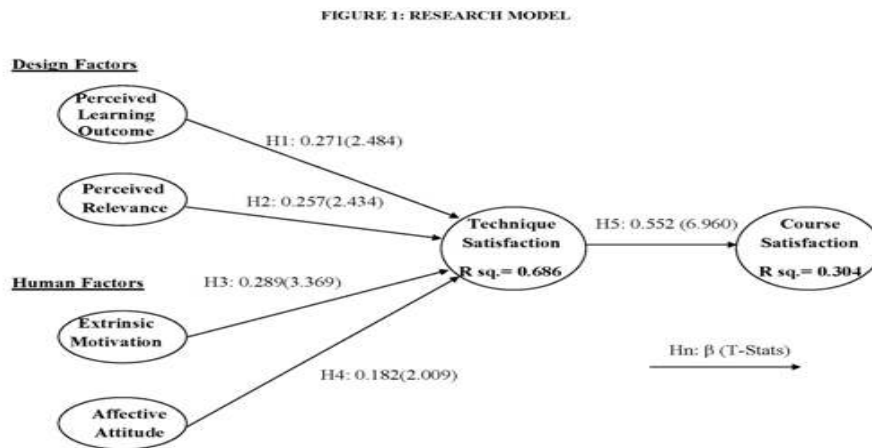 FIGURE 1: RESEARCH MODEL
Design Factors
Perceived
Learning
Outcome
H1: 0.271(2.484)
Perceived
Relevance
H2: 0.257(2.434)
Technique
Satisfaction
R sq.= 0.686
H5: 0.552 (6.960)
Course
Satisfaction
R sq.= 0.304
Human Factors
H3: 0.289(3.369)
Extrinsic
Motivation
H4: 0.182(2.009)
Hn: β (T-Stats)
Affective
Attitude